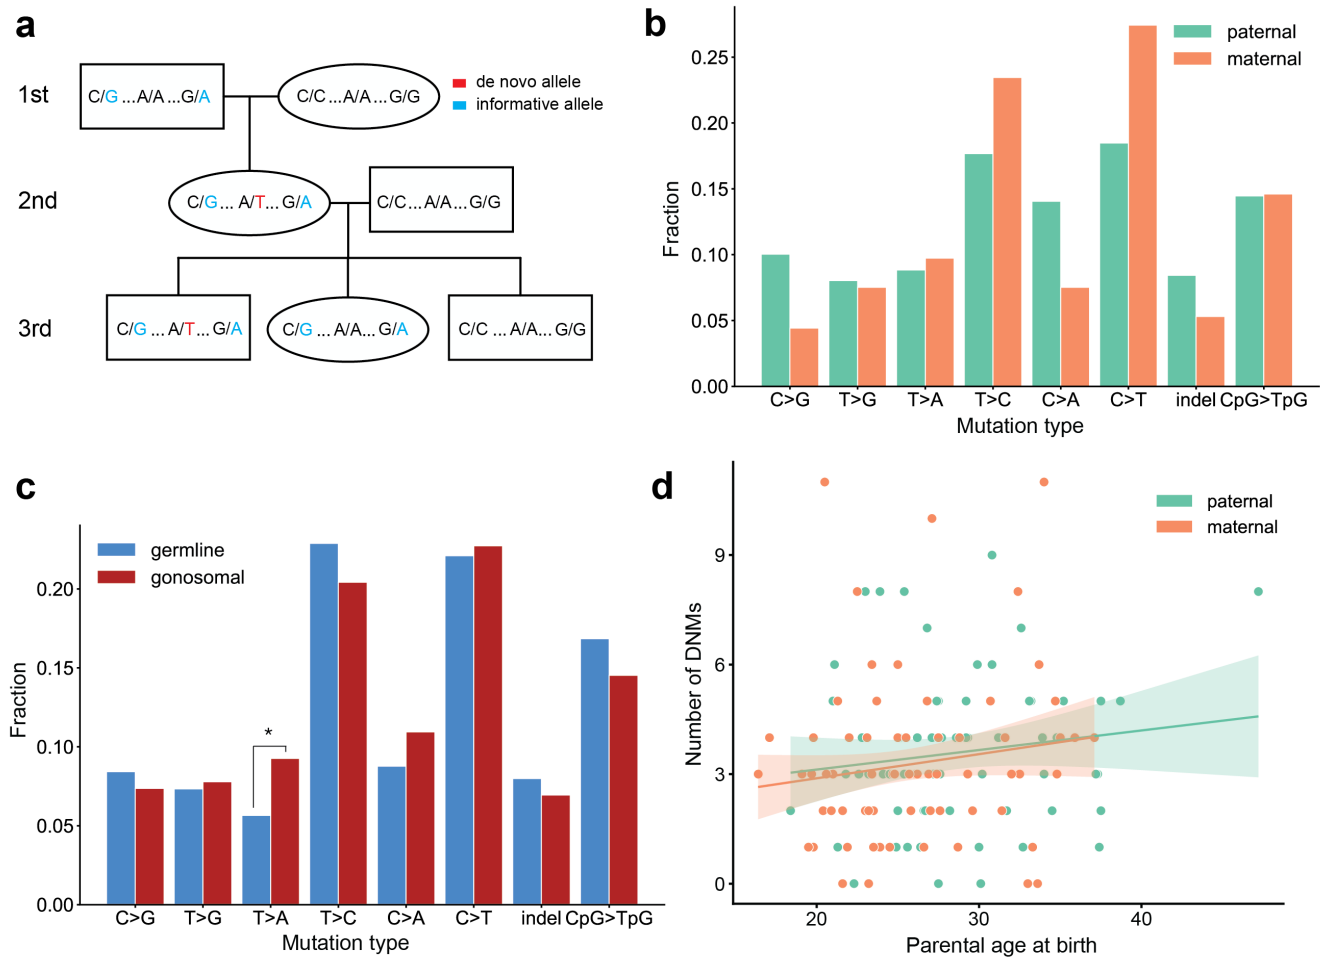 a
1st
C/G ...A/A ...G/A
C/C ...A/A ...G/G
de novo allele
informative allele
2nd
C/G ... A/T... G/A
C/C ... A/A ... G/G
3rd
C/G ... A/T ... G/A
C/G ... A/A... G/A
C/C ... A/A... G/G
b
paternal
maternal
Fraction
0.25
0.20
0.15
0.10
0.05
0.00
C>G T>G T>A T>C C>A C>T indel CpG>TpG
Mutation type
c
germline
gonosomal
*
Fraction
0.20
0.15
0.10
0.05
0.00
C>G T>G T>A T>C C>A C>T indel CpG>TpG
Mutation type
d
paternal
maternal
Number of DNMs
9
6
3
0
20 30 40
Parental age at birth